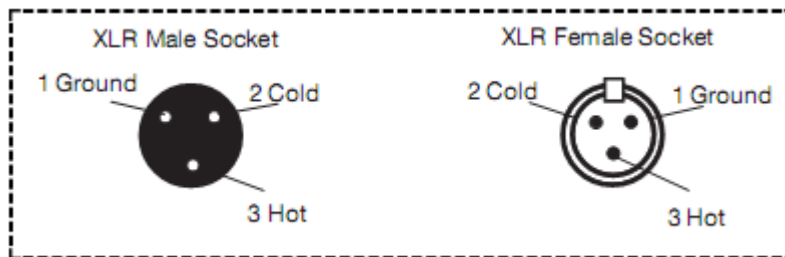 XLR Male Socket
1 Ground
2 Cold
3 Hot
XLR Female Socket
2 Cold
1 Ground
3 Hot